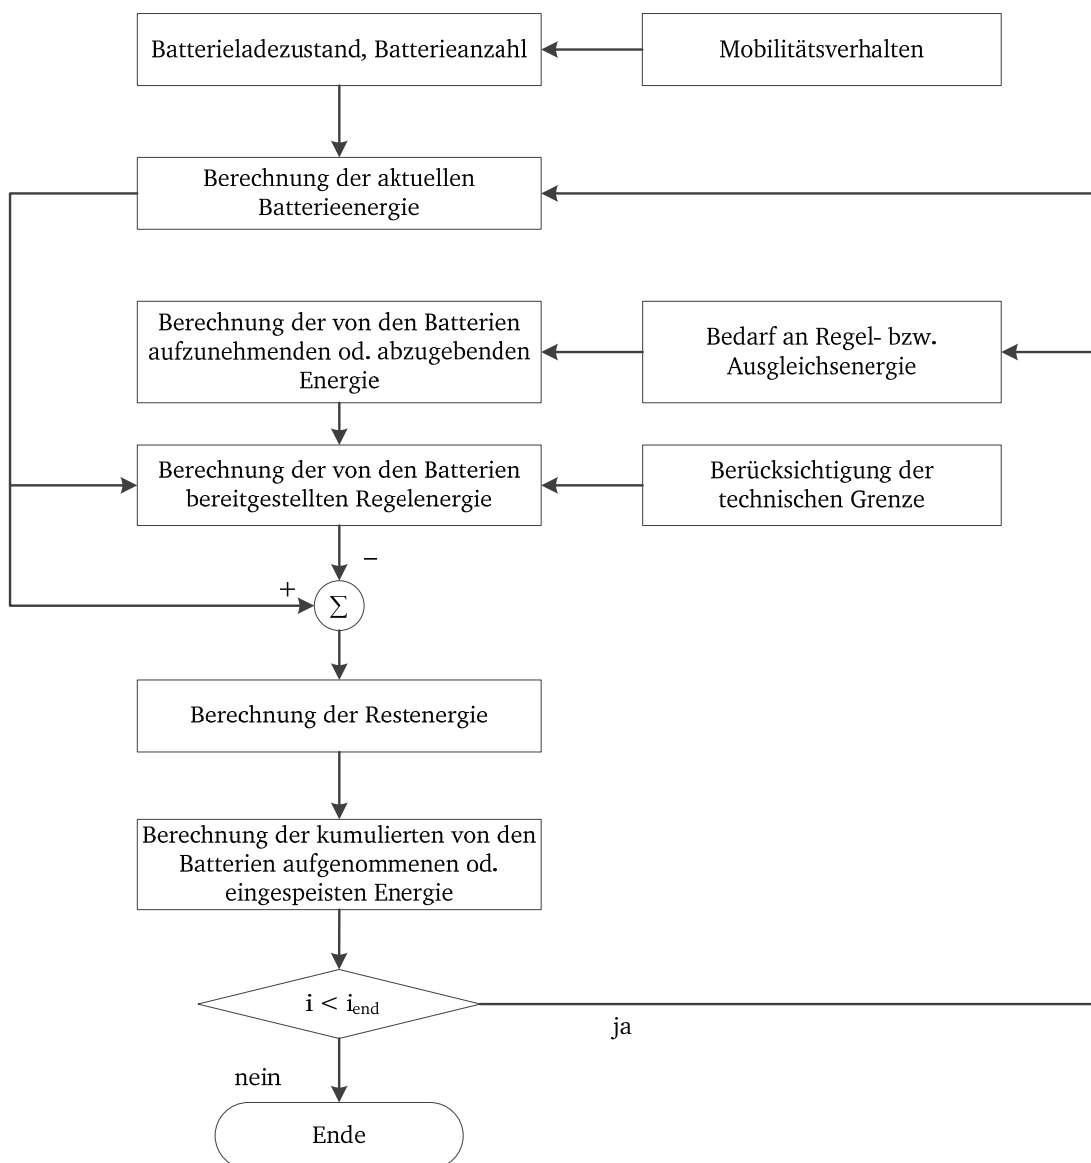 Batterieladezustand, Batterieanzahl
Mobilitätsverhalten
Berechnung der aktuellen
Batterieenergie
Berechnung der von den Batterien
aufzunehmenden od. abzugebenden
Energie
Bedarf an Regel- bzw.
Ausgleichsenergie
Berechnung der von den Batterien
bereitgestellten Regelenergie
Berücksichtigung der
technischen Grenze
−
+
∑
Berechnung der Restenergie
Berechnung der kumulierten von den
Batterien aufgenommenen od.
eingespeisten Energie
i < iend
ja
nein
Ende